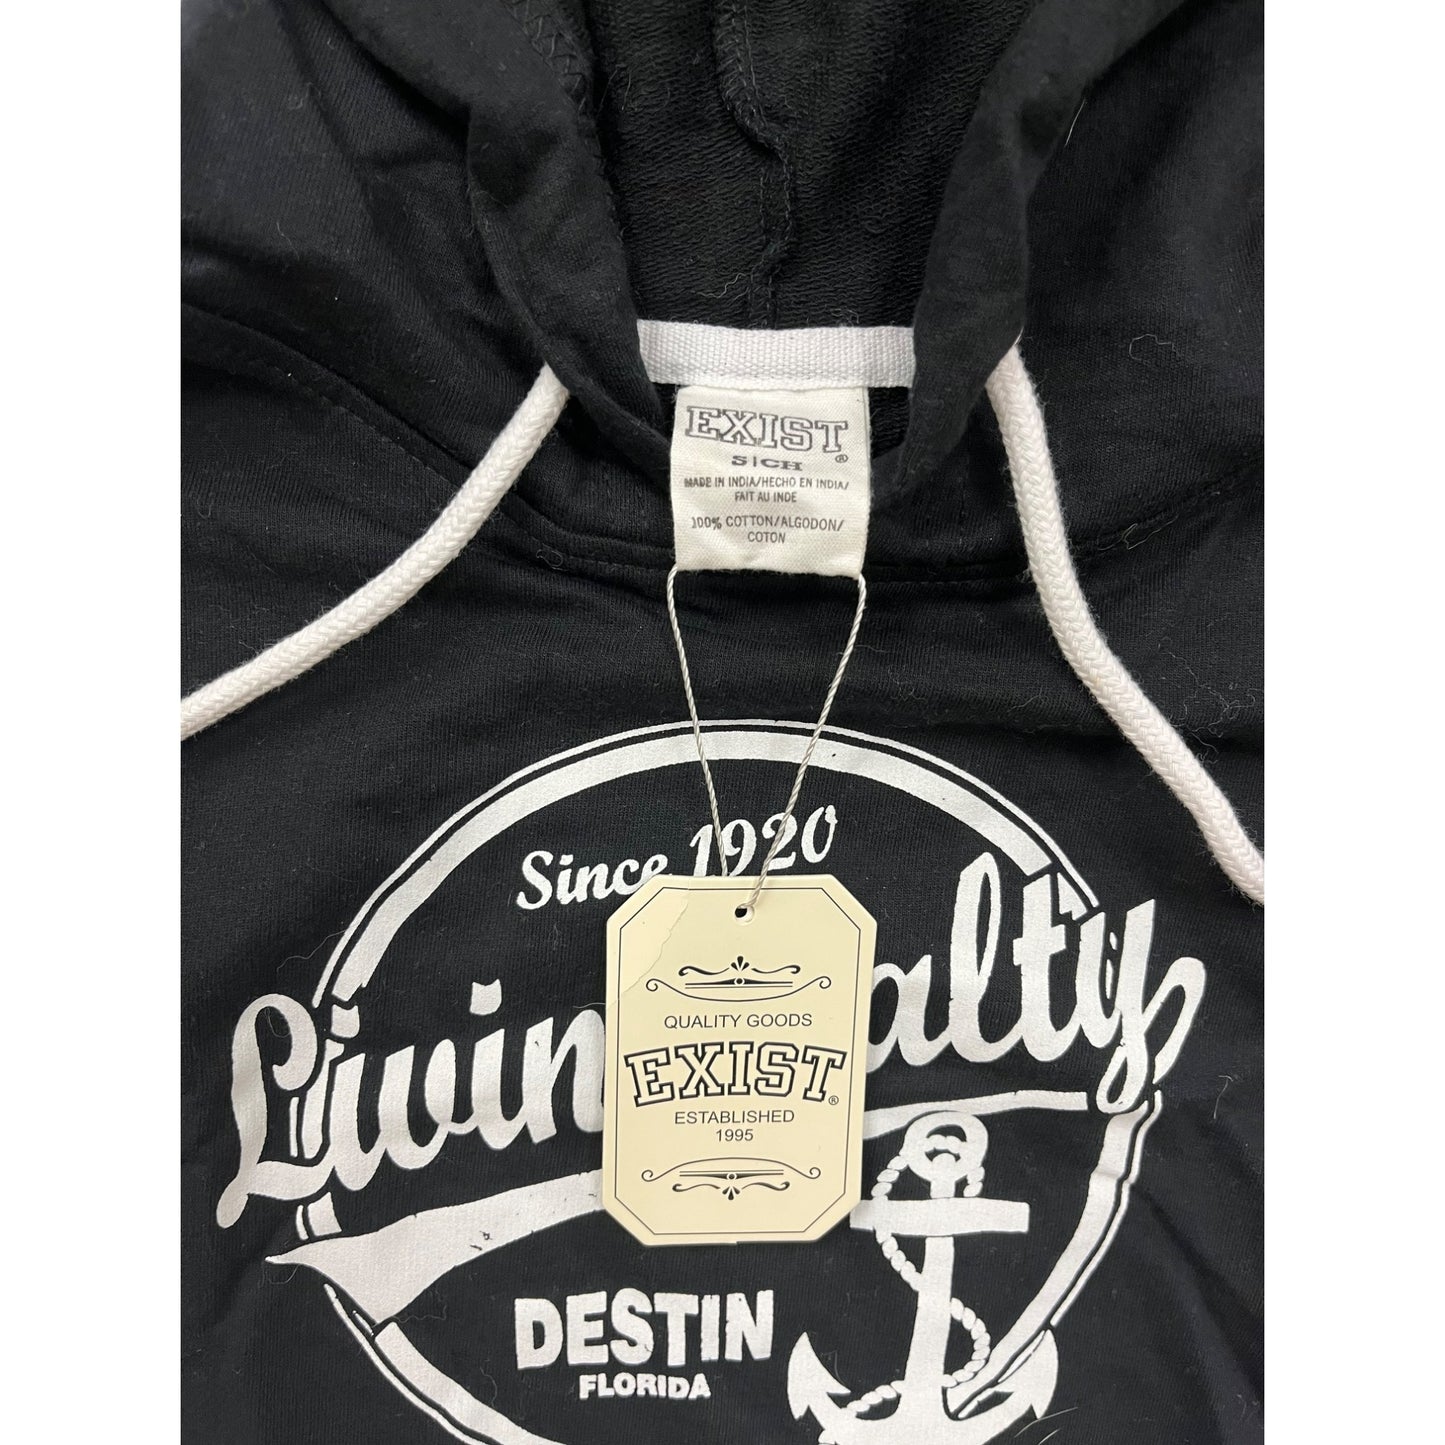 EXIST®
S|CH
MADE IN INDIA/HECHO EN INDIA/
FAIT AU INDE
100% COTTON/ALGODON/
COTON
Since 1920
QUALITY GOODS
EXIST®
ESTABLISHED
1995
DESTIN
FLORIDA